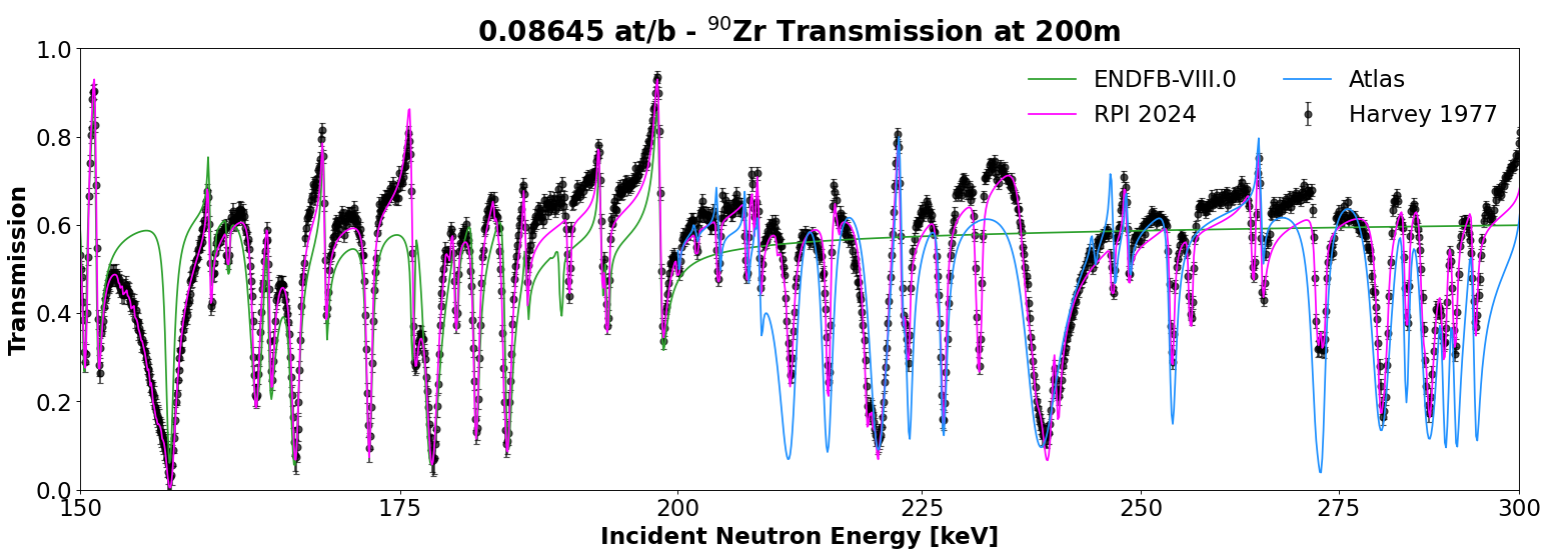 0.08645 at/b - ⁹⁰Zr Transmission at 200m
1.0
0.8
0.6
0.4
0.2
0.0
Transmission
ENDFB-VIII.0
RPI 2024
Atlas
Harvey 1977
150
175
200
225
250
275
300
Incident Neutron Energy [keV]